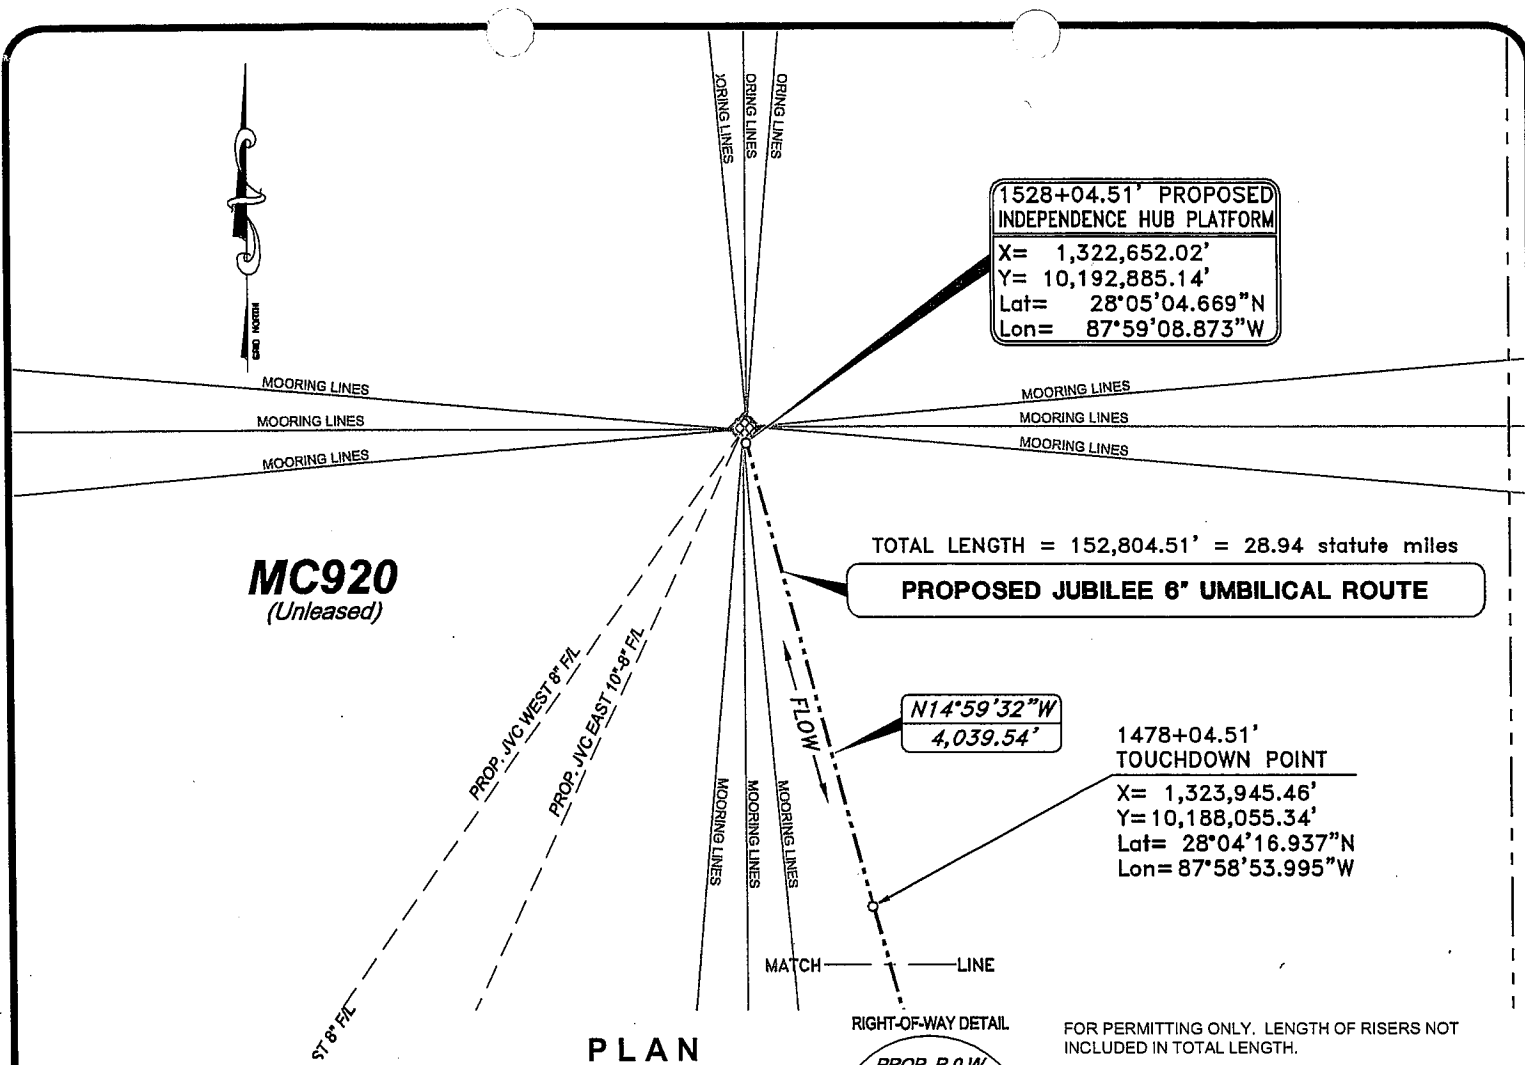 ORING LINES
ORING LINES
ORING LINES
GRID NORTH
1528+04.51' PROPOSED
INDEPENDENCE HUB PLATFORM
X= 1,322,652.02'
Y= 10,192,885.14'
Lat= 28°05'04.669"N
Lon= 87°59'08.873"W
MOORING LINES
MOORING LINES
MOORING LINES
MOORING LINES
MOORING LINES
MOORING LINES
MC920
(Unleased)
TOTAL LENGTH = 152,804.51' = 28.94 statute miles
PROPOSED JUBILEE 6" UMBILICAL ROUTE
PROP. JVC WEST 8" F/L
PROP. JVC EAST 10"-8" F/L
FLOW
N14°59'32"W
4,039.54'
1478+04.51'
TOUCHDOWN POINT
X= 1,323,945.46'
Y=10,188,055.34'
Lat= 28°04'16.937"N
Lon=87°58'53.995"W
MOORING LINES
MOORING LINES
MOORING LINES
MATCH LINE
ST 8" F/L
PLAN
RIGHT-OF-WAY DETAIL
PROP. R.O.W.
FOR PERMITTING ONLY. LENGTH OF RISERS NOT
INCLUDED IN TOTAL LENGTH.